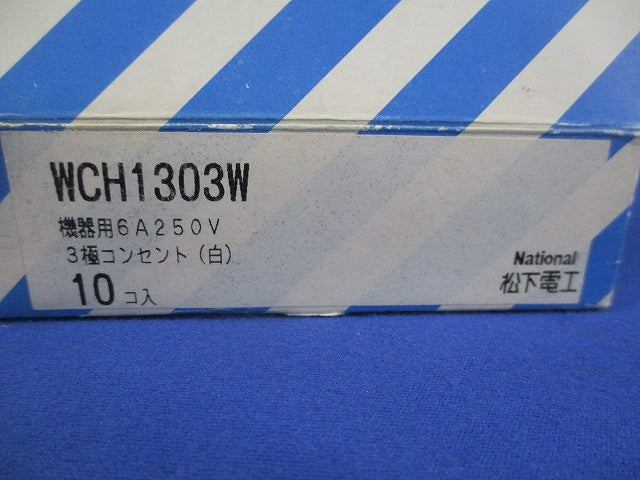 WCH1303W
機器用6A250V
3極コンセント(白)
10コ入
National
松下電工